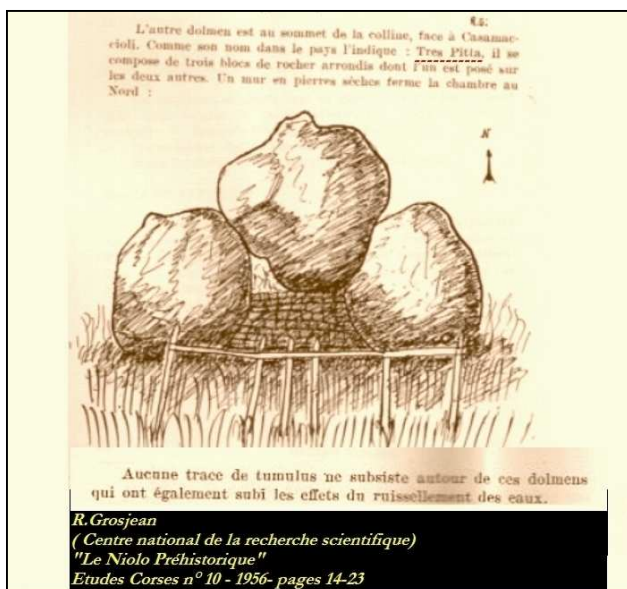 R.G.
L'autre dolmen est au sommet de la colline, face à Casamac-
cioli. Comme son nom dans le pays l'indique : Tres Pitia, il se
compose de trois blocs de rocher arrondis dont l'un est posé sur
les deux autres. Un mur en pierres sèches ferme la chambre au
Nord :
N
Aucune trace de tumulus ne subsiste autour de ces dolmens
qui ont également subi les effets du ruissellement des eaux.
R.Grosjean
( Centre national de la recherche scientifique)
"Le Niolo Préhistorique"
Etudes Corses n° 10 - 1956- pages 14-23